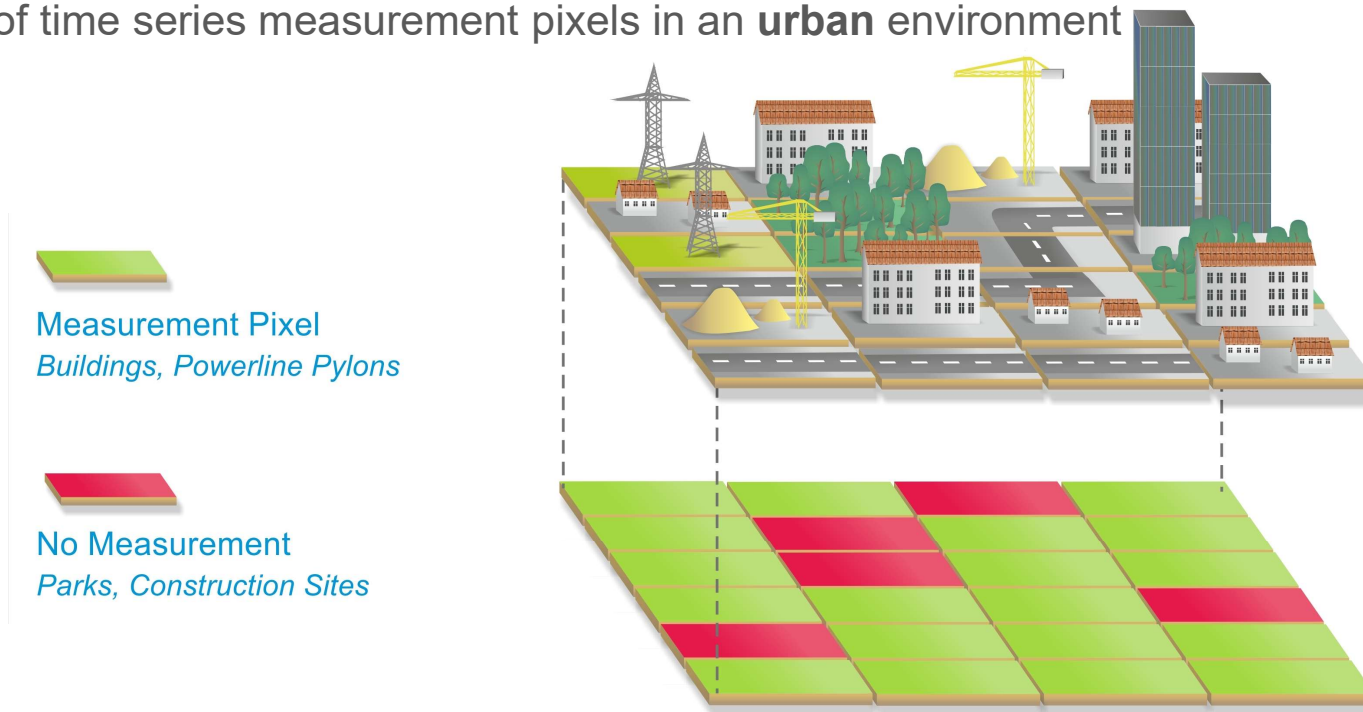 of time series measurement pixels in an urban environment
Measurement Pixel
Buildings, Powerline Pylons
No Measurement
Parks, Construction Sites